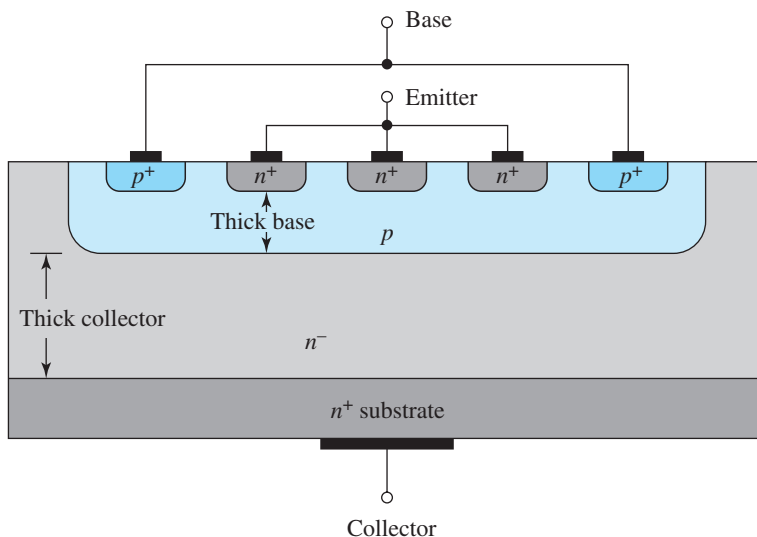 Base
Emitter
p⁺ n⁺ n⁺ n⁺ p⁺
Thick base
p
Thick collector
n⁻
n⁺ substrate
Collector